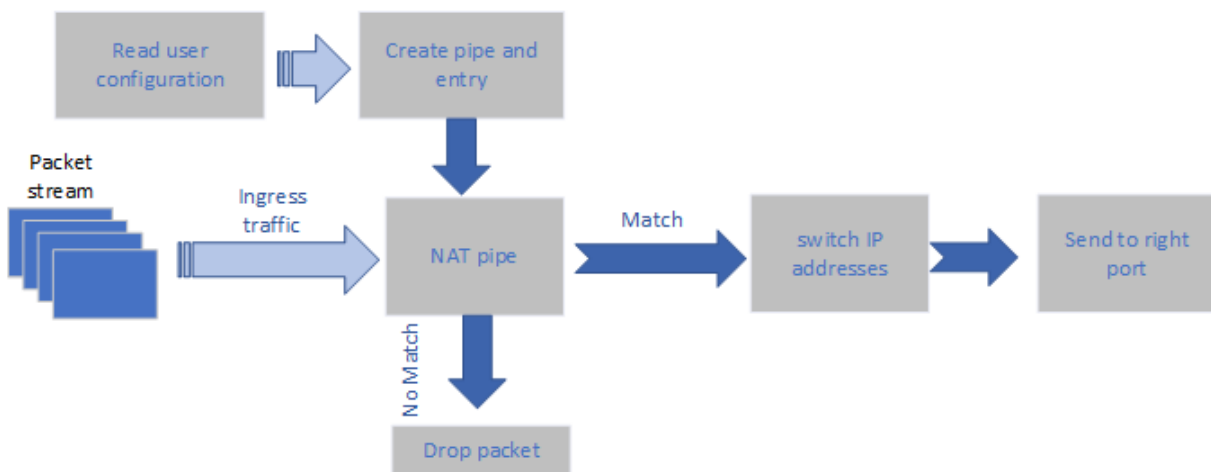 Read user
configuration
Create pipe and
entry
Packet
stream
Ingress
traffic
NAT pipe
Match
switch IP
addresses
Send to right
port
No Match
Drop packet